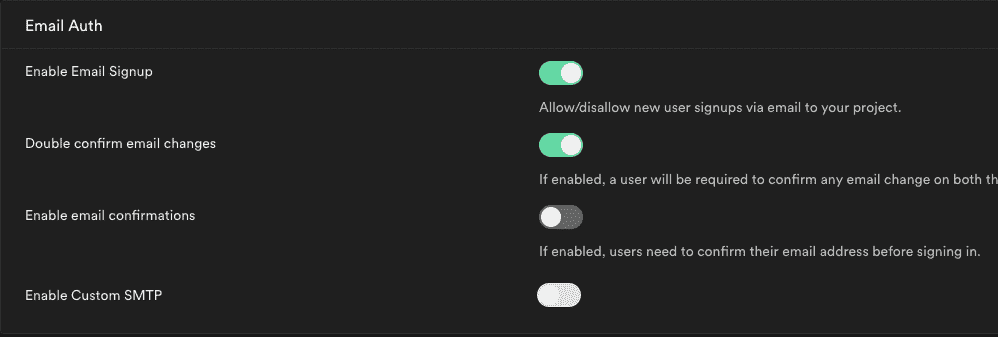 Email Auth
Enable Email Signup
Allow/disallow new user signups via email to your project.
Double confirm email changes
If enabled, a user will be required to confirm any email change on both
Enable email confirmations
If enabled, users need to confirm their email address before signing in.
Enable Custom SMTP